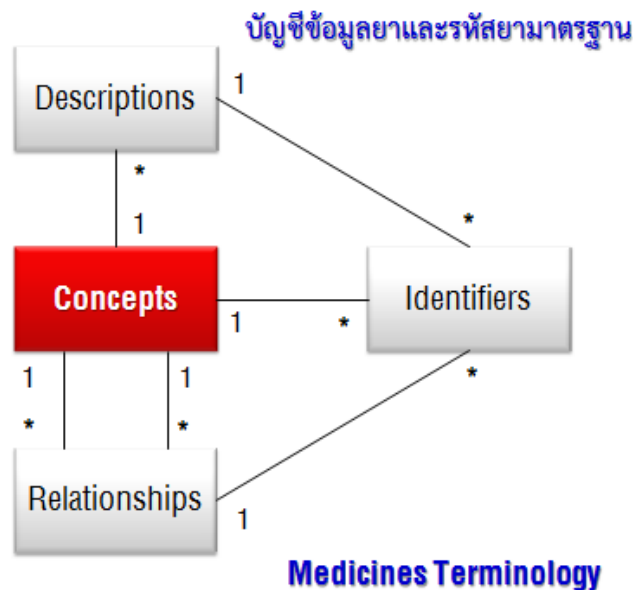 บัญชีข้อมูลยาและรหัสยามาตรฐาน
Descriptions
1
*
*
1
Concepts
Identifiers
1
*
1
1
*
*
*
Relationships
1
Medicines Terminology